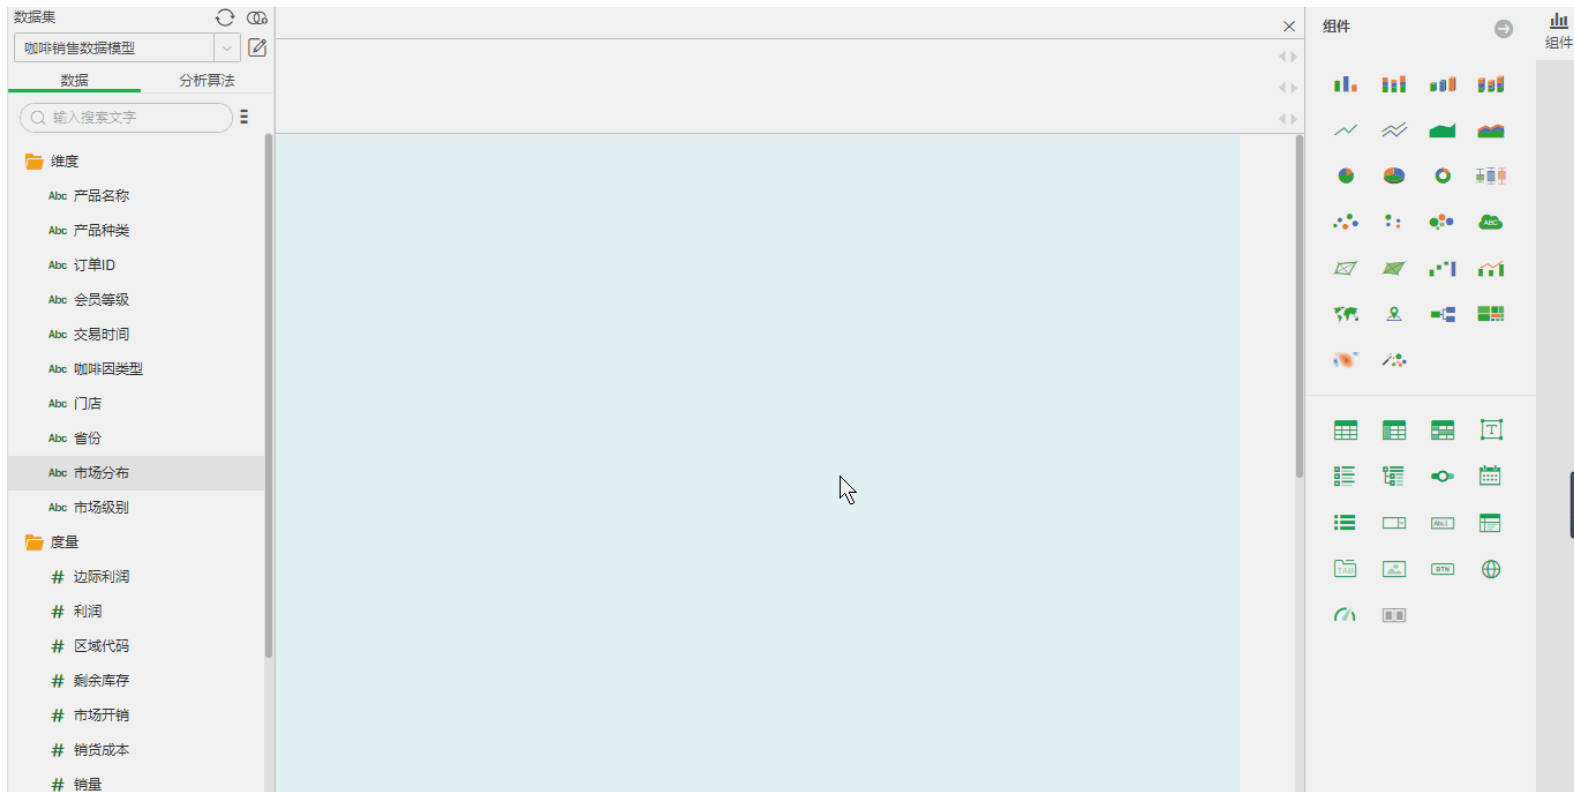 数据集
咖啡销售数据模型
数据 分析算法
输入搜索文字
维度
Abc 产品名称
Abc 产品种类
Abc 订单ID
Abc 会员等级
Abc 交易时间
Abc 咖啡因类型
Abc 门店
Abc 省份
Abc 市场分布
Abc 市场级别
度量
# 边际利润
# 利润
# 区域代码
# 剩余库存
# 市场开销
# 销货成本
# 销量
组件
组件
ABC
T
Abc
TAB
BTN